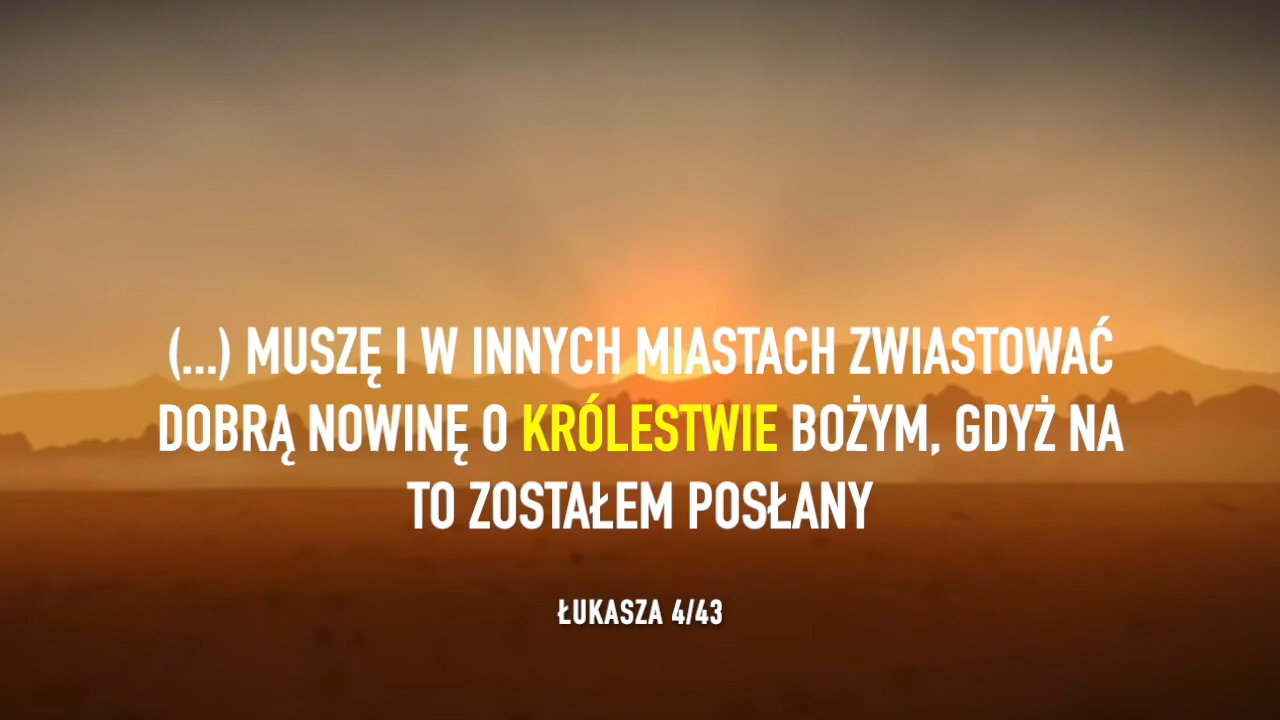 (...) MUSZĘ I W INNYCH MIASTACH ZWIASTOWAĆ
DOBRĄ NOWINĘ O KRÓLESTWIE BOŻYM, GDYŻ NA
TO ZOSTAŁEM POSŁANY
ŁUKASZA 4/43